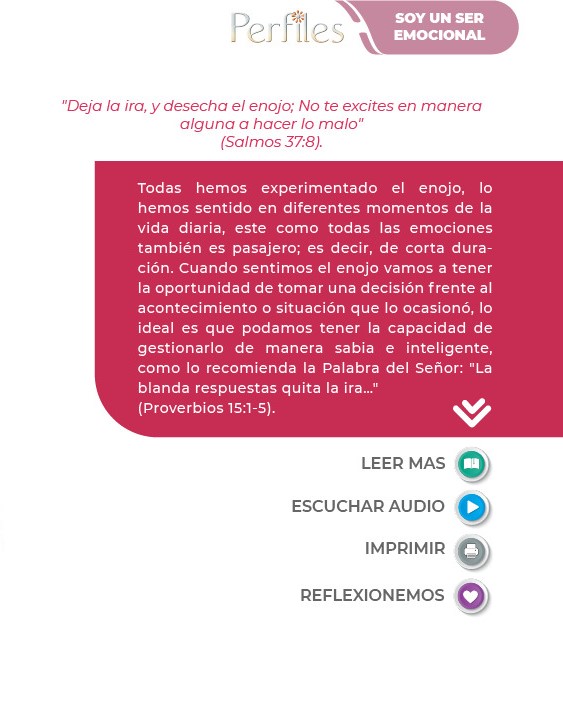 Perfiles
SOY UN SER
EMOCIONAL
"Deja la ira, y desecha el enojo; No te excites en manera
alguna a hacer lo malo"
(Salmos 37:8).
Todas hemos experimentado el enojo, lo
hemos sentido en diferentes momentos de la
vida diaria, este como todas las emociones
también es pasajero; es decir, de corta dura-
ción. Cuando sentimos el enojo vamos a tener
la oportunidad de tomar una decisión frente al
acontecimiento o situación que lo ocasionó, lo
ideal es que podamos tener la capacidad de
gestionarlo de manera sabia e inteligente,
como lo recomienda la Palabra del Señor: "La
blanda respuestas quita la ira..."
(Proverbios 15:1-5).
LEER MAS
ESCUCHAR AUDIO
IMPRIMIR
REFLEXIONEMOS